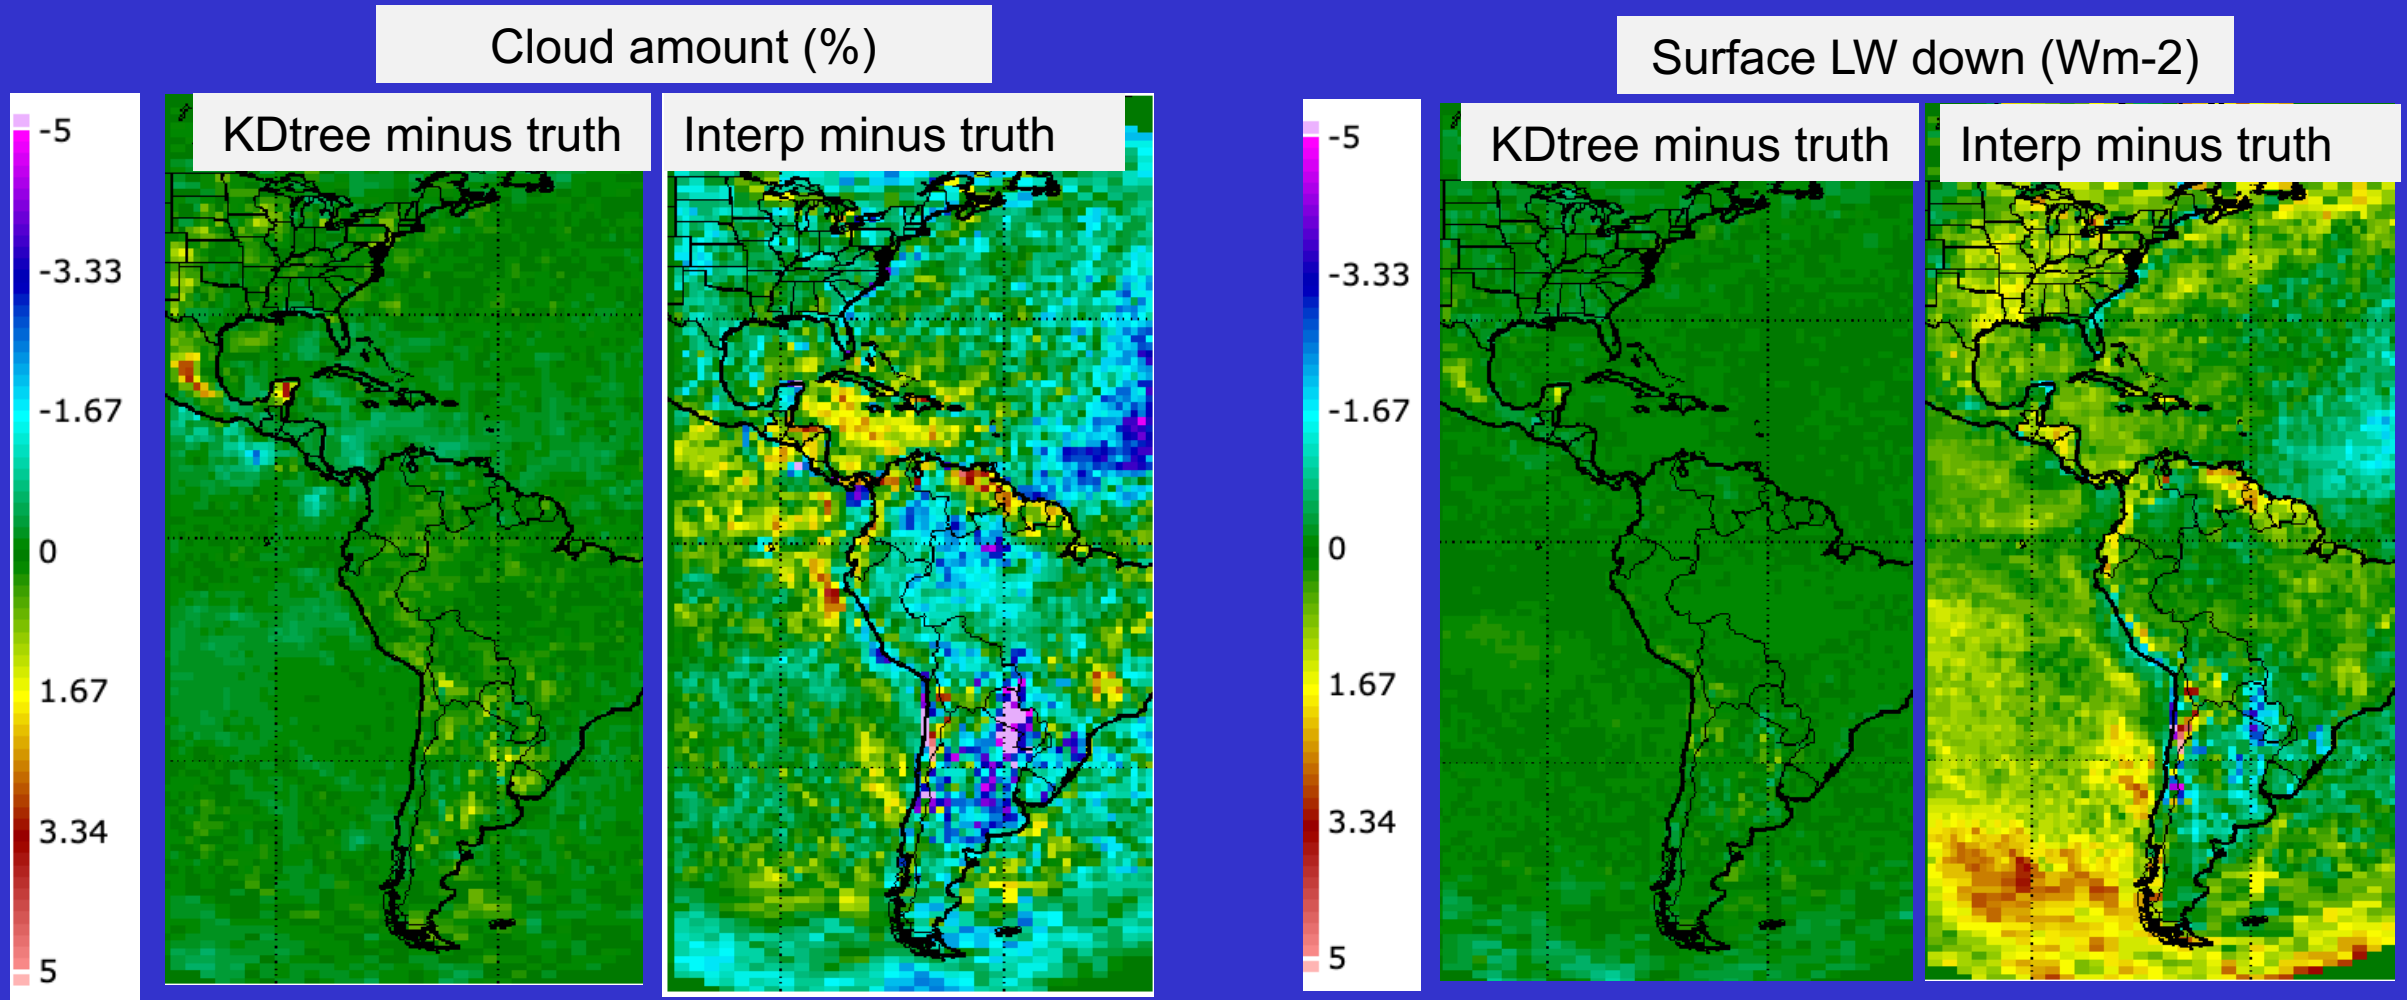 Cloud amount (%)
KDtree minus truth
Interp minus truth
-5
-3.33
-1.67
0
1.67
3.34
5
Surface LW down (Wm-2)
KDtree minus truth
Interp minus truth
-5
-3.33
-1.67
0
1.67
3.34
5